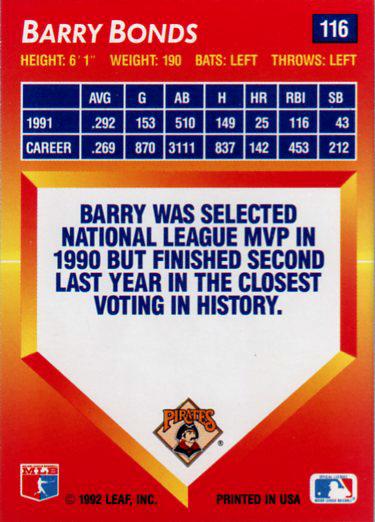 BARRY BONDS 116
HEIGHT: 6'1" WEIGHT: 190 BATS: LEFT THROWS: LEFT
AVG G AB H HR RBI SB
1991 .292 153 510 149 25 116 43
CAREER .269 870 3111 837 142 453 212
BARRY WAS SELECTED
NATIONAL LEAGUE MVP IN
1990 BUT FINISHED SECOND
LAST YEAR IN THE CLOSEST
VOTING IN HISTORY.
PIRATES
®
MLB
© 1992 LEAF, INC. PRINTED IN USA